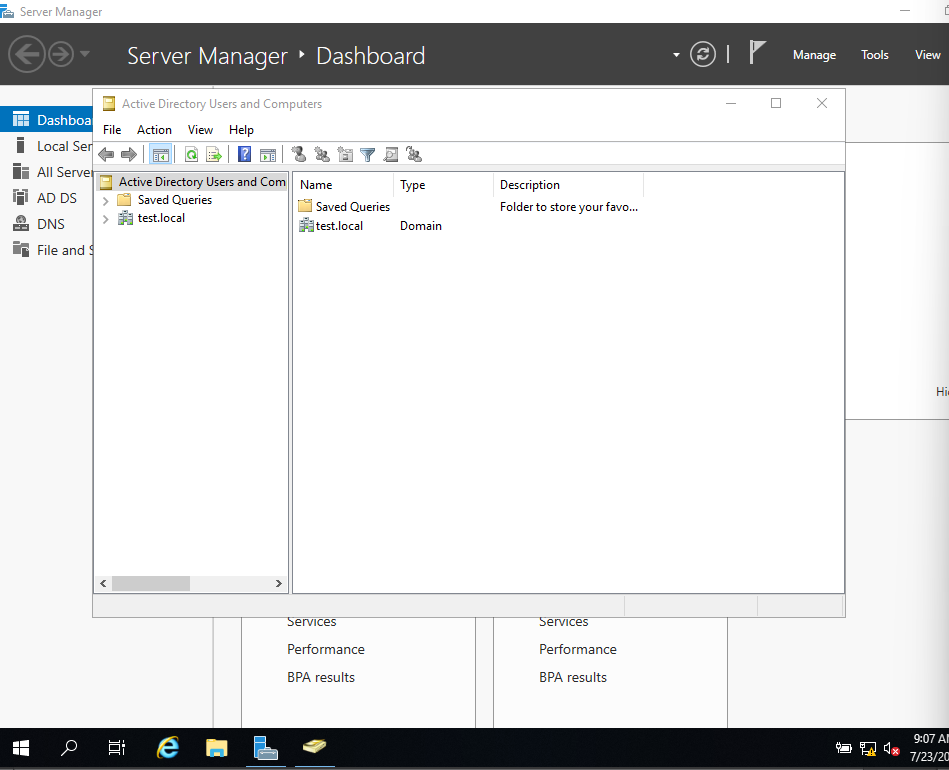 Server Manager
Server Manager ‣ Dashboard
Manage Tools View
Active Directory Users and Computers
File Action View Help
Active Directory Users and Com
Saved Queries
test.local
Name Type Description
Saved Queries Folder to store your favo...
test.local Domain
Dashboa
Local Ser
All Server
AD DS
DNS
File and S
Hi
Services Services
Performance Performance
BPA results BPA results
9:07 A
7/23/20